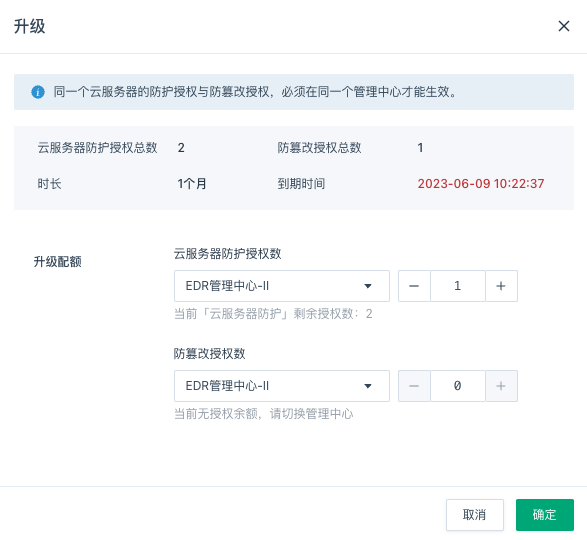 升级
同一个云服务器的防护授权与防篡改授权，必须在同一个管理中心才能生效。
云服务器防护授权总数 2 防篡改授权总数 1
时长 1个月 到期时间 2023-06-09 10:22:37
云服务器防护授权数
升级配额
EDR管理中心-II 1
当前「云服务器防护」剩余授权数：2
防篡改授权数
EDR管理中心-II 0
当前无授权余额，请切换管理中心
取消 确定